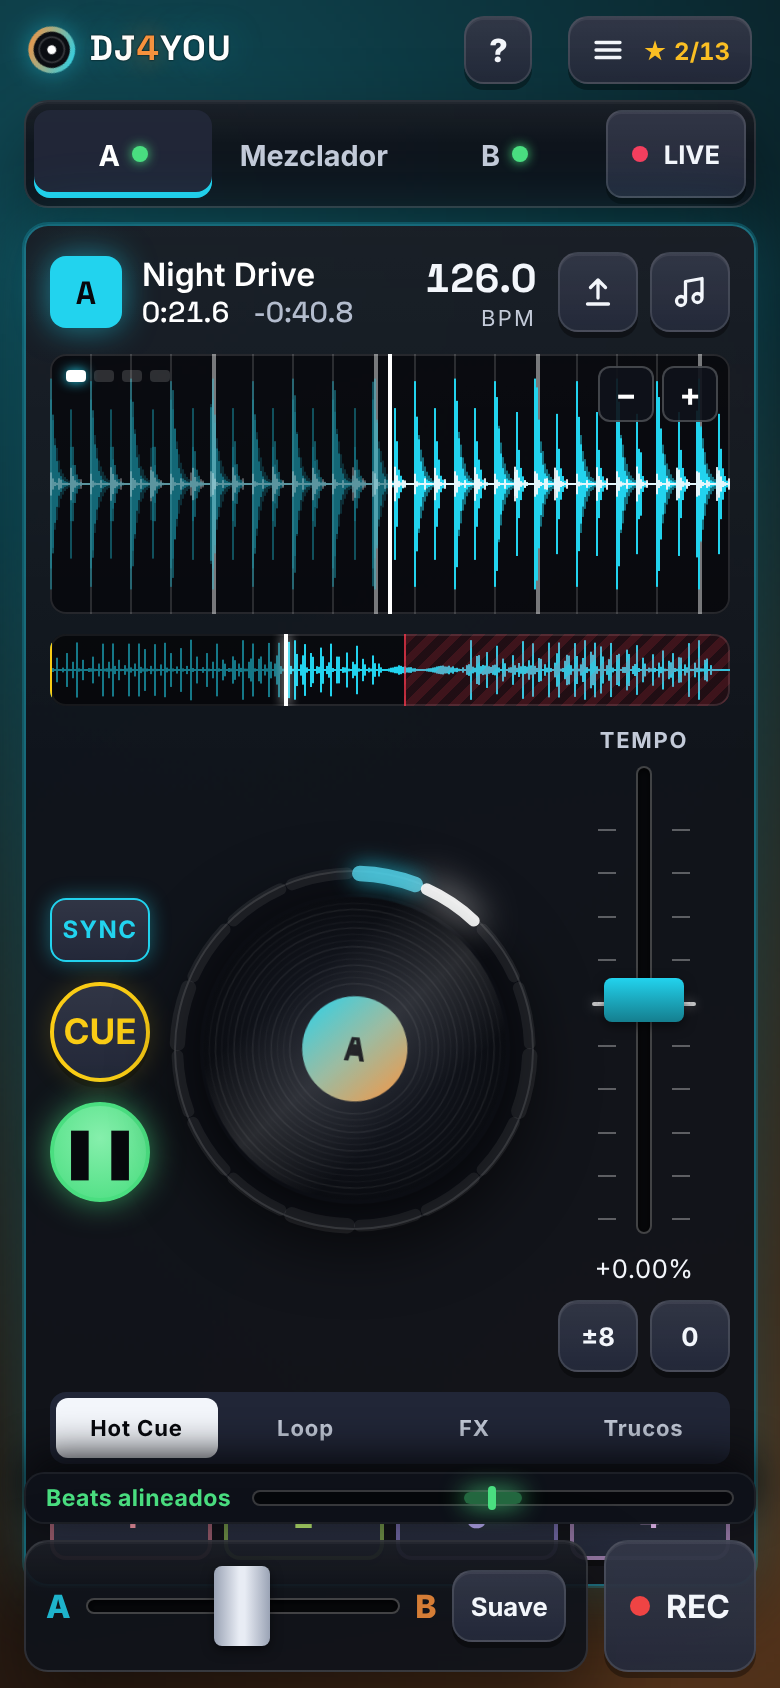 DJ4YOU
?
★ 2/13
A
Mezclador
B
LIVE
A
Night Drive
0:21.6 -0:40.8
126.0
BPM
−
+
TEMPO
SYNC
CUE
A
+0.00%
±8
0
Hot Cue
Loop
FX
Trucos
Beats alineados
A
B
Suave
REC